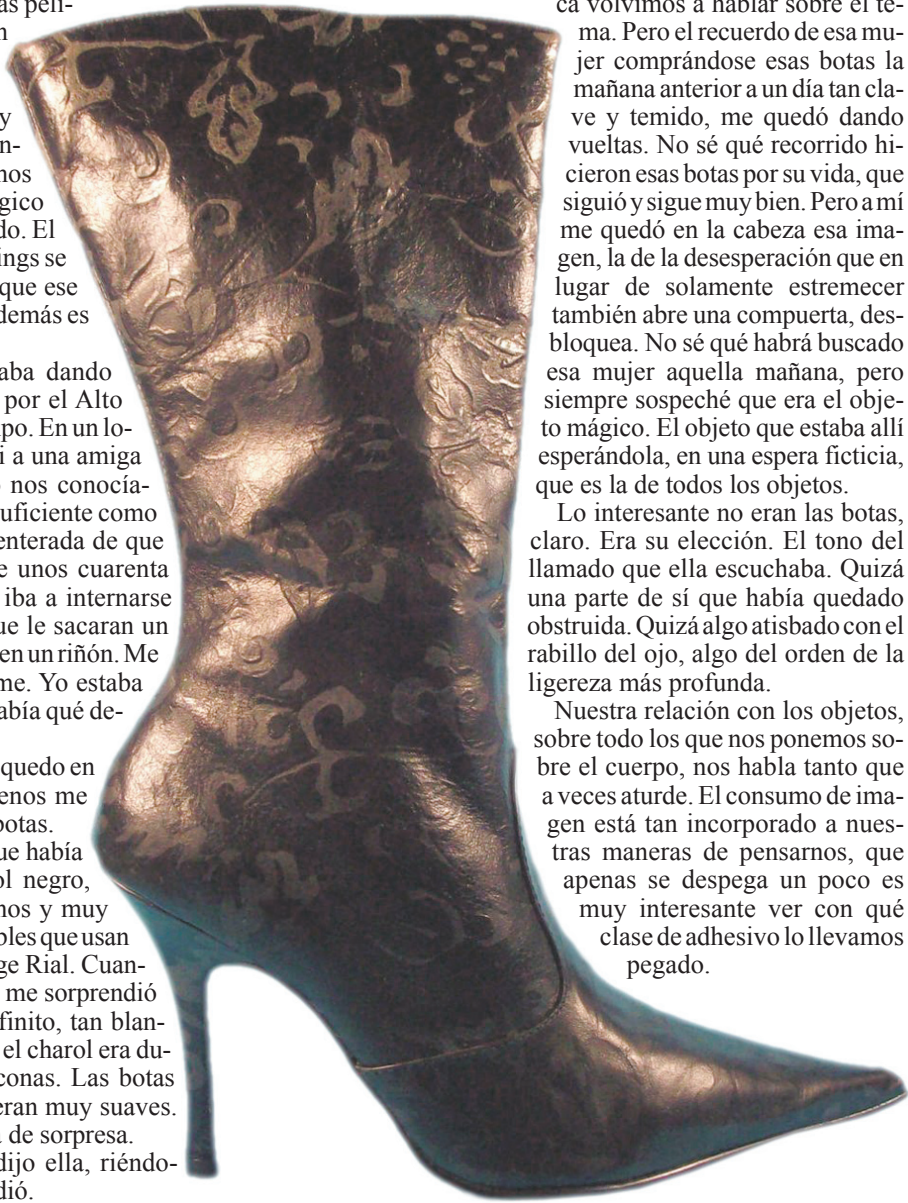 as peli-
n
y
n-
nos
gico
do. El
ings se
que ese
demás es
aba dando
por el Alto
po. En un lo-
i a una amiga
o nos conocía-
uficiente como
enterada de que
e unos cuarenta
iba a internarse
ue le sacaran un
en un riñón. Me
me. Yo estaba
abía qué de-
quedo en
enos me
botas.
ue había
ol negro,
nos y muy
bles que usan
ge Rial. Cuan-
me sorprendió
finito, tan blan-
el charol era du-
conas. Las botas
eran muy suaves.
a de sorpresa.
dijo ella, riéndo-
dió.
ca volvimos a hablar sobre el te-
ma. Pero el recuerdo de esa mu-
jer comprándose esas botas la
mañana anterior a un día tan cla-
ve y temido, me quedó dando
vueltas. No sé qué recorrido hi-
cieron esas botas por su vida, que
siguió y sigue muy bien. Pero a mí
me quedó en la cabeza esa ima-
gen, la de la desesperación que en
lugar de solamente estremecer
también abre una compuerta, des-
bloquea. No sé qué habrá buscado
esa mujer aquella mañana, pero
siempre sospeché que era el obje-
to mágico. El objeto que estaba allí
esperándola, en una espera ficticia,
que es la de todos los objetos.
Lo interesante no eran las botas,
claro. Era su elección. El tono del
llamado que ella escuchaba. Quizá
una parte de sí que había quedado
obstruida. Quizá algo atisbado con el
rabillo del ojo, algo del orden de la
ligereza más profunda.
Nuestra relación con los objetos,
sobre todo los que nos ponemos so-
bre el cuerpo, nos habla tanto que
a veces aturde. El consumo de ima-
gen está tan incorporado a nues-
tras maneras de pensarnos, que
apenas se despega un poco es
muy interesante ver con qué
clase de adhesivo lo llevamos
pegado.